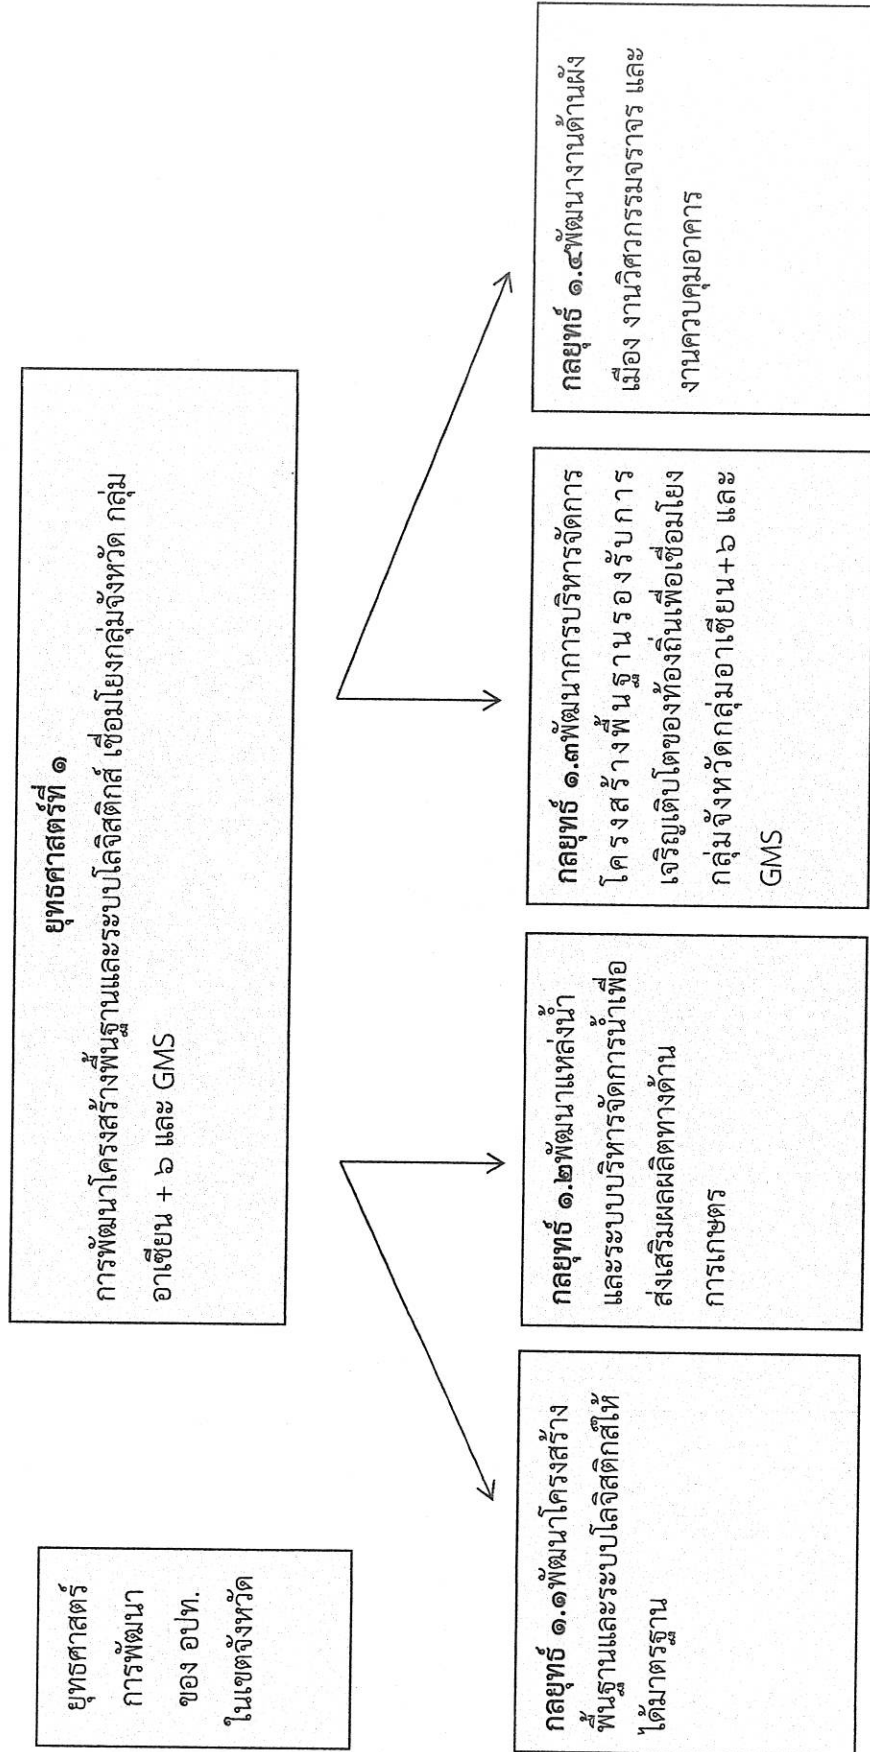 ยุทธศาสตร์
การพัฒนา
ของ อปท.
ในเขตจังหวัด
ยุทธศาสตร์ที่ ๑
การพัฒนาโครงสร้างพื้นฐานและระบบโลจิสติกส์ เชื่อมโยงกลุ่มจังหวัด กลุ่ม
อาเซียน + ๖ และ GMS
กลยุทธ์ ๑.๑พัฒนาโครงสร้าง
พื้นฐานและระบบโลจิสติกส์ให้
ได้มาตรฐาน
กลยุทธ์ ๑.๒พัฒนาแหล่งน้ำ
และระบบบริหารจัดการน้ำเพื่อ
ส่งเสริมผลผลิตทางด้าน
การเกษตร
กลยุทธ์ ๑.๓พัฒนาการบริหารจัดการ
โครงสร้างพื้นฐานรองรับการ
เจริญเติบโตของท้องถิ่นเพื่อเชื่อมโยง
กลุ่มจังหวัดกลุ่มอาเซียน+๖ และ
GMS
กลยุทธ์ ๑.๔พัฒนางานด้านผัง
เมือง งานวิศวกรรมจราจร และ
งานควบคุมอาคาร